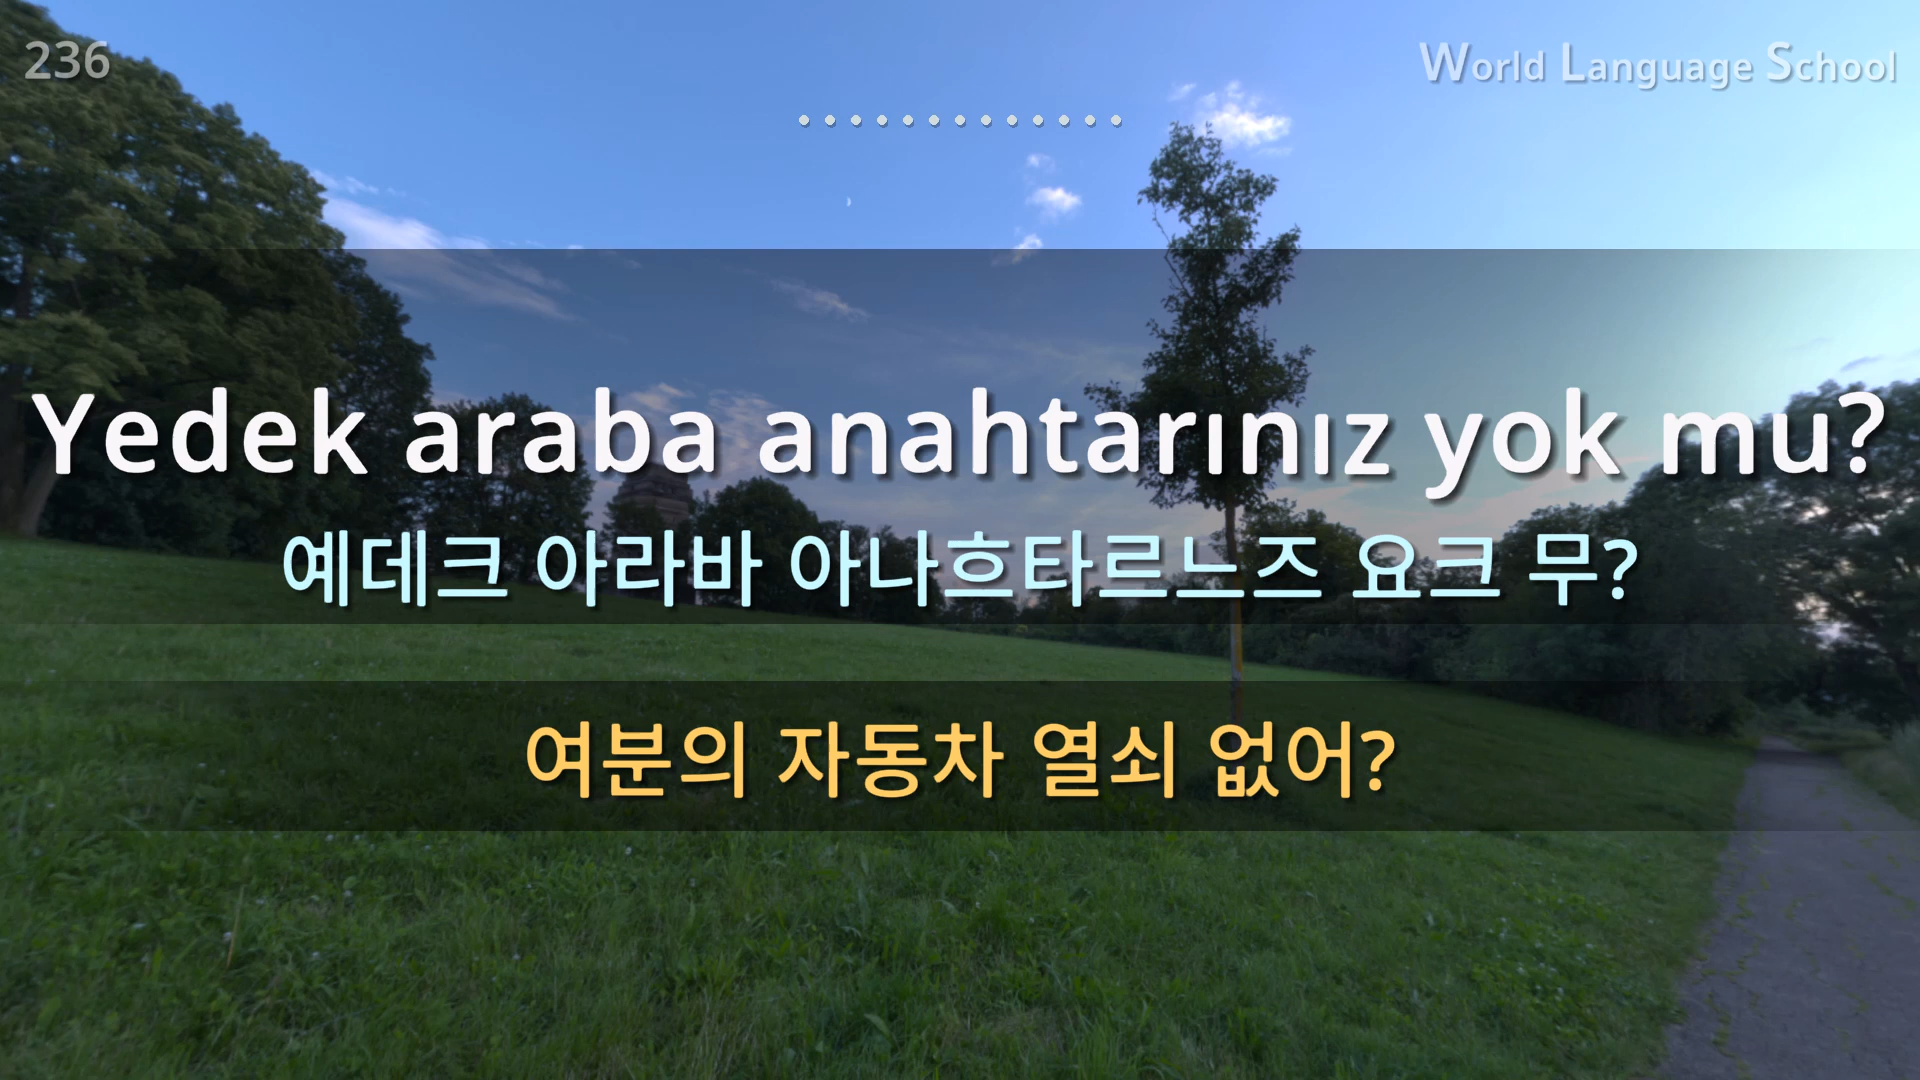 236
World Language School
Yedek araba anahtarınız yok mu?
예데크 아라바 아나흐타르느즈 요크 무?
여분의 자동차 열쇠 없어?